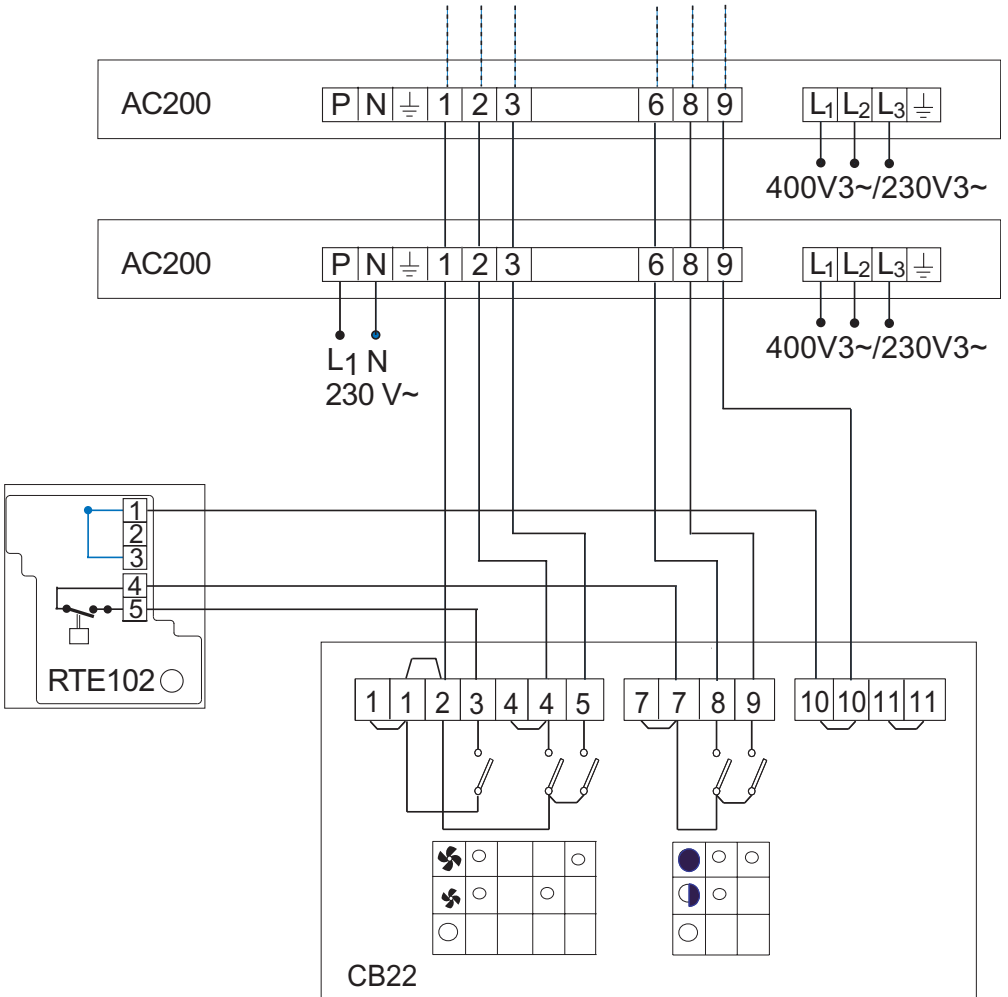 AC200 P N ⏚ 1 2 3 6 8 9 L1 L2 L3 ⏚
400V3~/230V3~
AC200 P N ⏚ 1 2 3 6 8 9 L1 L2 L3 ⏚
400V3~/230V3~
L1 N
230 V~
1
2
3
4
5
RTE102
1 1 2 3 4 4 5 7 7 8 9 10 10 11 11
CB22